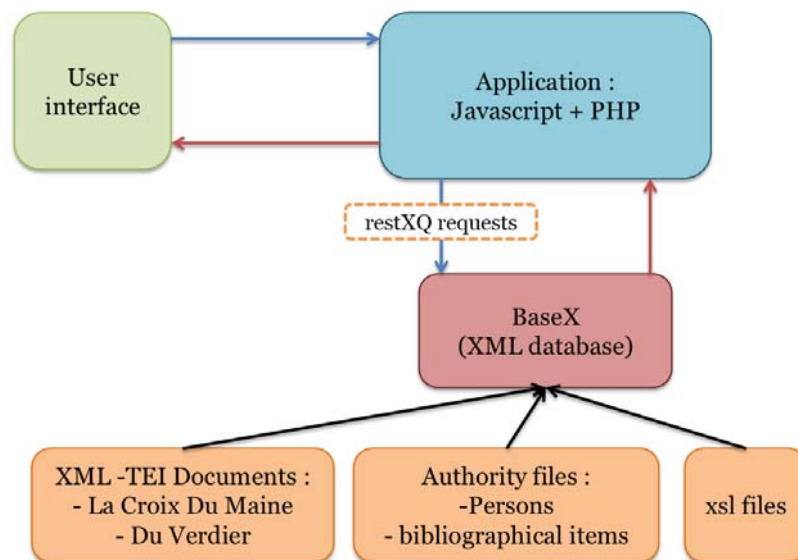 User
interface
Application :
Javascript + PHP
restXQ requests
BaseX
(XML database)
XML -TEI Documents :
- La Croix Du Maine
- Du Verdier
Authority files :
-Persons
- bibliographical items
xsl files